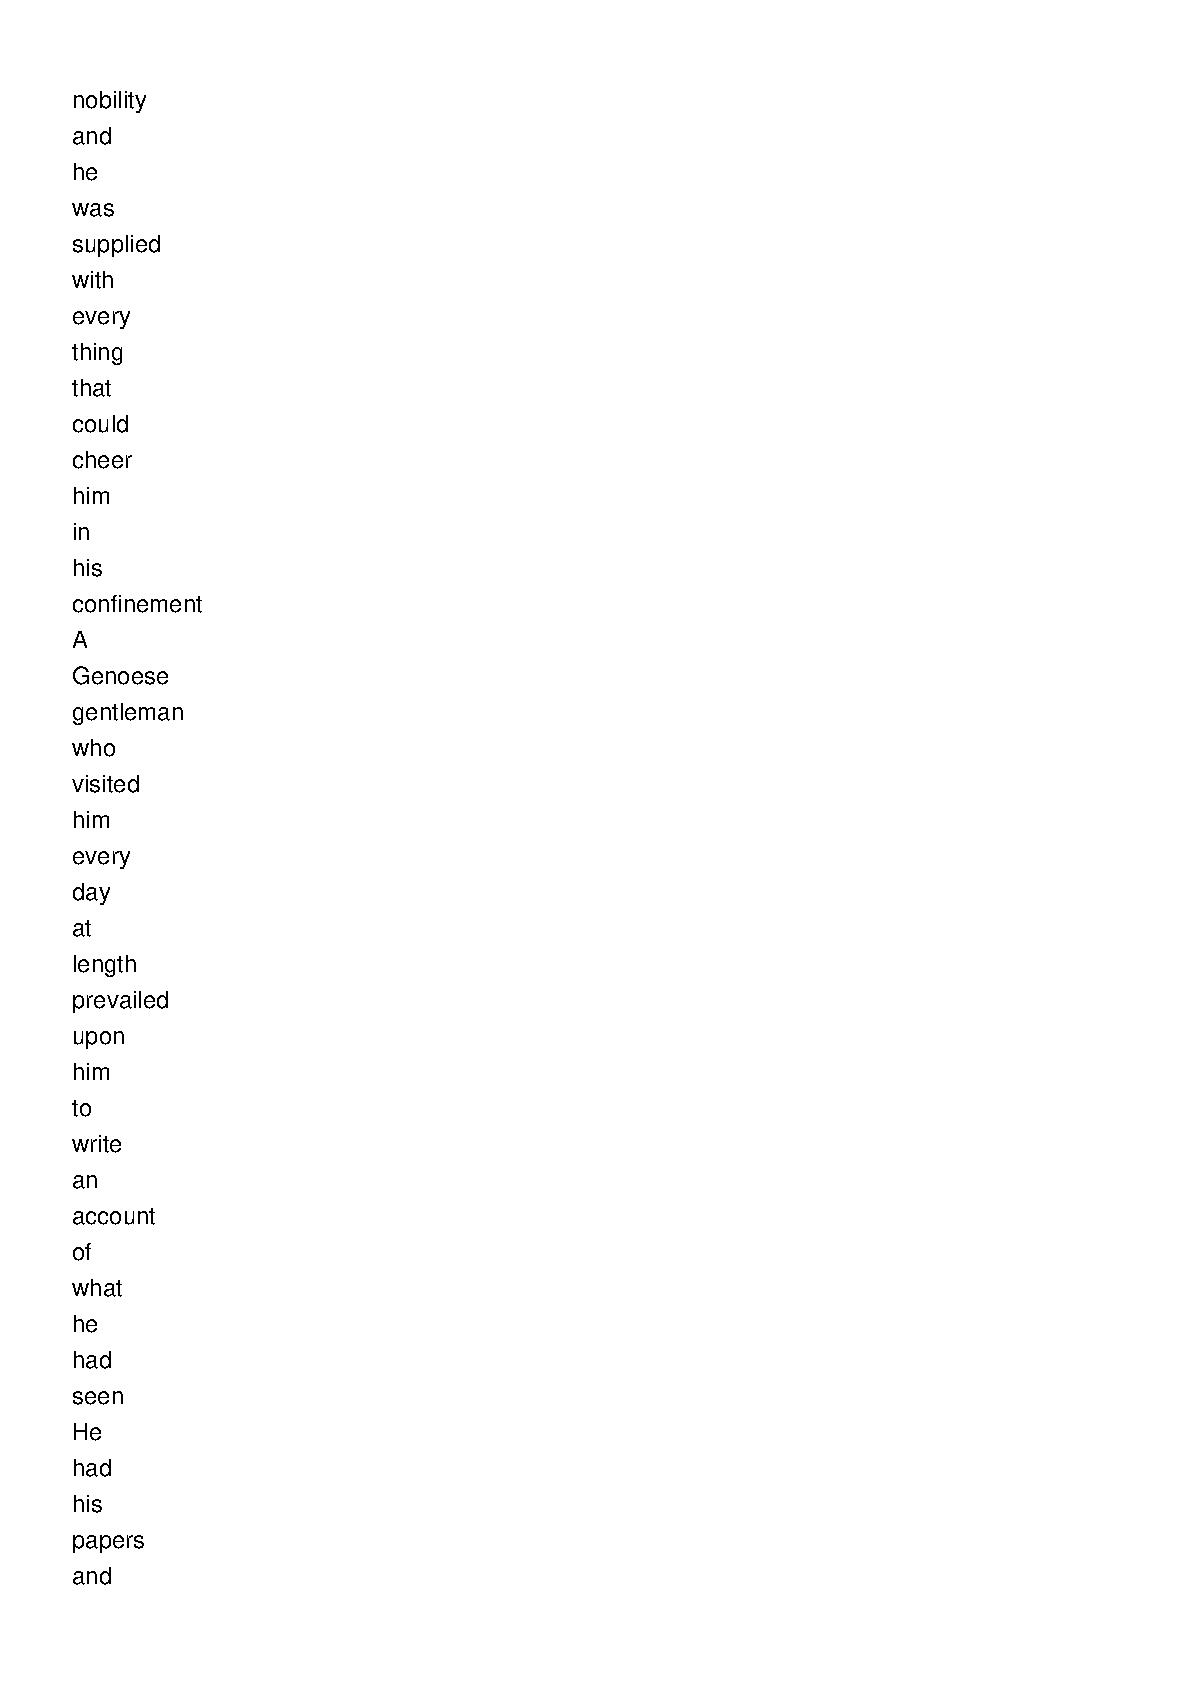 nobility
and
he
was
supplied
with
every
thing
that
could
cheer
him
in
his
confinement
A
Genoese
gentleman
who
visited
him
every
day
at
length
prevailed
upon
him
to
write
an
account
of
what
he
had
seen
He
had
his
papers
and